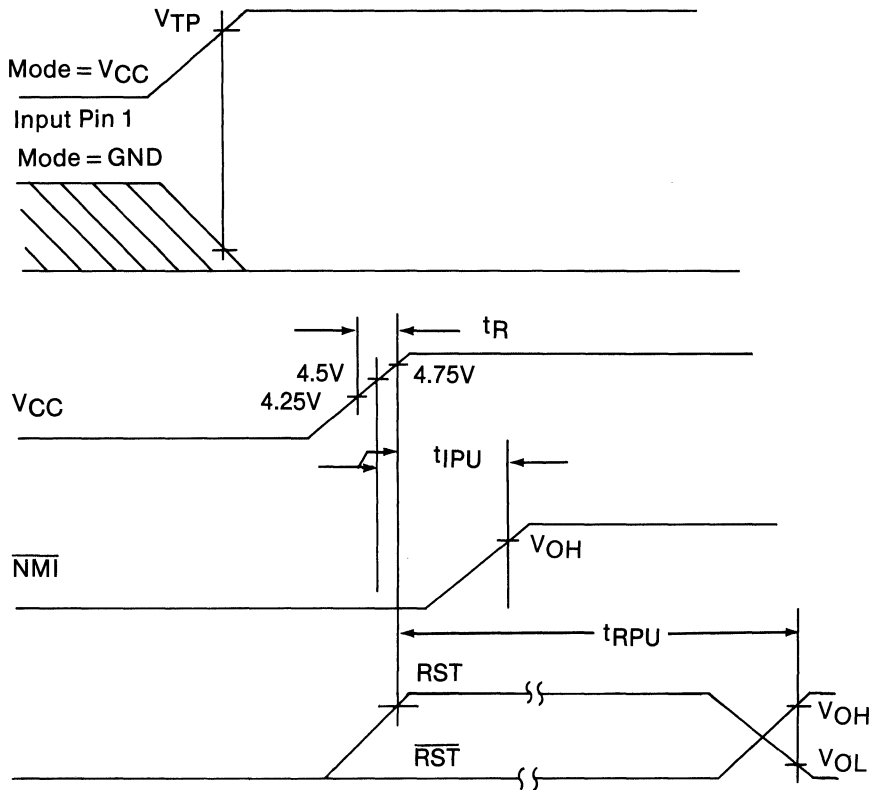 VTP
Mode = VCC
Input Pin 1
Mode = GND
tR
4.5V
4.75V
4.25V
VCC
tIPU
NMI
VOH
tRPU
RST
VOH
RST
VOL